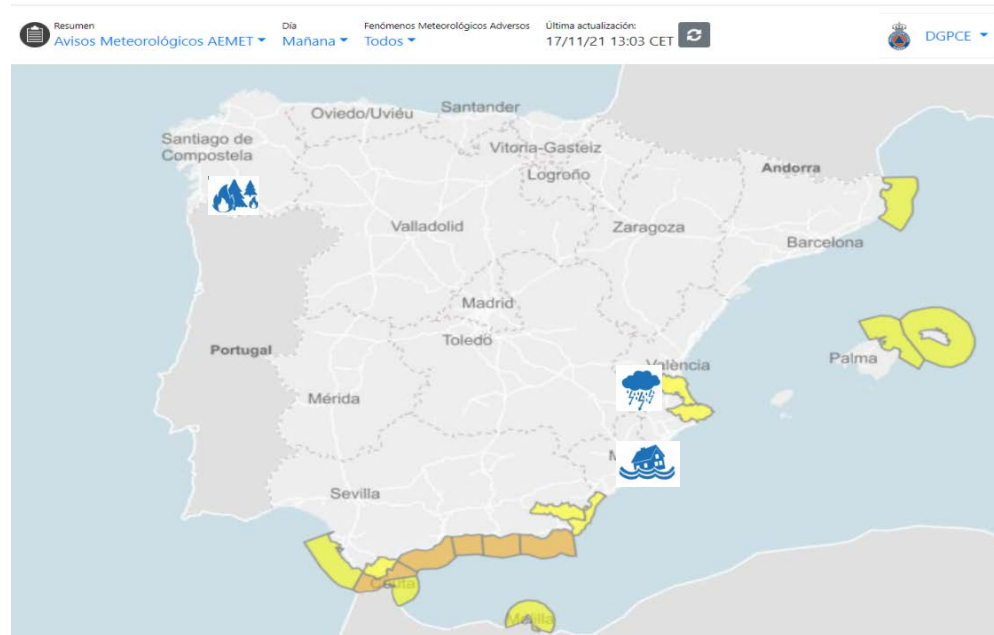 Resumen
Avisos Meteorológicos AEMET
Día
Mañana
Fenómenos Meteorológicos Adversos
Todos
Última actualización:
17/11/21 13:03 CET
DGPCE
Oviedo/Uviéu
Santander
Santiago de
Compostela
Vitoria-Gasteiz
Logroño
Andorra
Valladolid
Zaragoza
Barcelona
Madrid
Toledo
Portugal
València
Palma
Mérida
Sevilla
Ceuta
Melilla